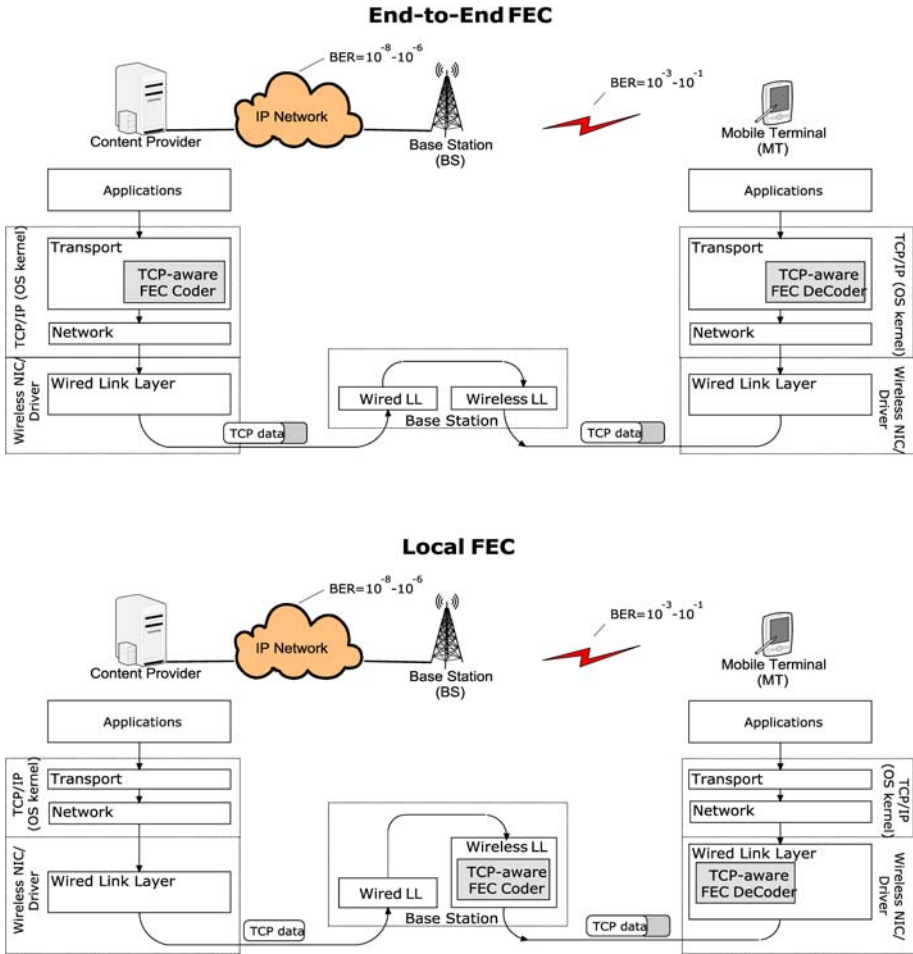 End-to-End FEC
BER=10⁻⁸-10⁻⁶
BER=10⁻³-10⁻¹
IP Network
Content Provider
Base Station
(BS)
Mobile Terminal
(MT)
Applications
Applications
TCP/IP (OS kernel)
Transport
TCP-aware
FEC Coder
Network
Transport
TCP-aware
FEC DeCoder
Network
TCP/IP (OS kernel)
Wireless NIC/
Driver
Wired Link Layer
Wired LL
Wireless LL
Base Station
Wired Link Layer
Wireless NIC/
Driver
TCP data
TCP data
Local FEC
BER=10⁻⁸-10⁻⁶
BER=10⁻³-10⁻¹
IP Network
Content Provider
Base Station
(BS)
Mobile Terminal
(MT)
Applications
Applications
TCP/IP
(OS kernel)
Transport
Network
Transport
Network
TCP/IP
(OS kernel)
Wireless NIC/
Driver
Wired Link Layer
Wired LL
Wireless LL
TCP-aware
FEC Coder
Base Station
Wired Link Layer
TCP-aware
FEC DeCoder
Wireless NIC/
Driver
TCP data
TCP data